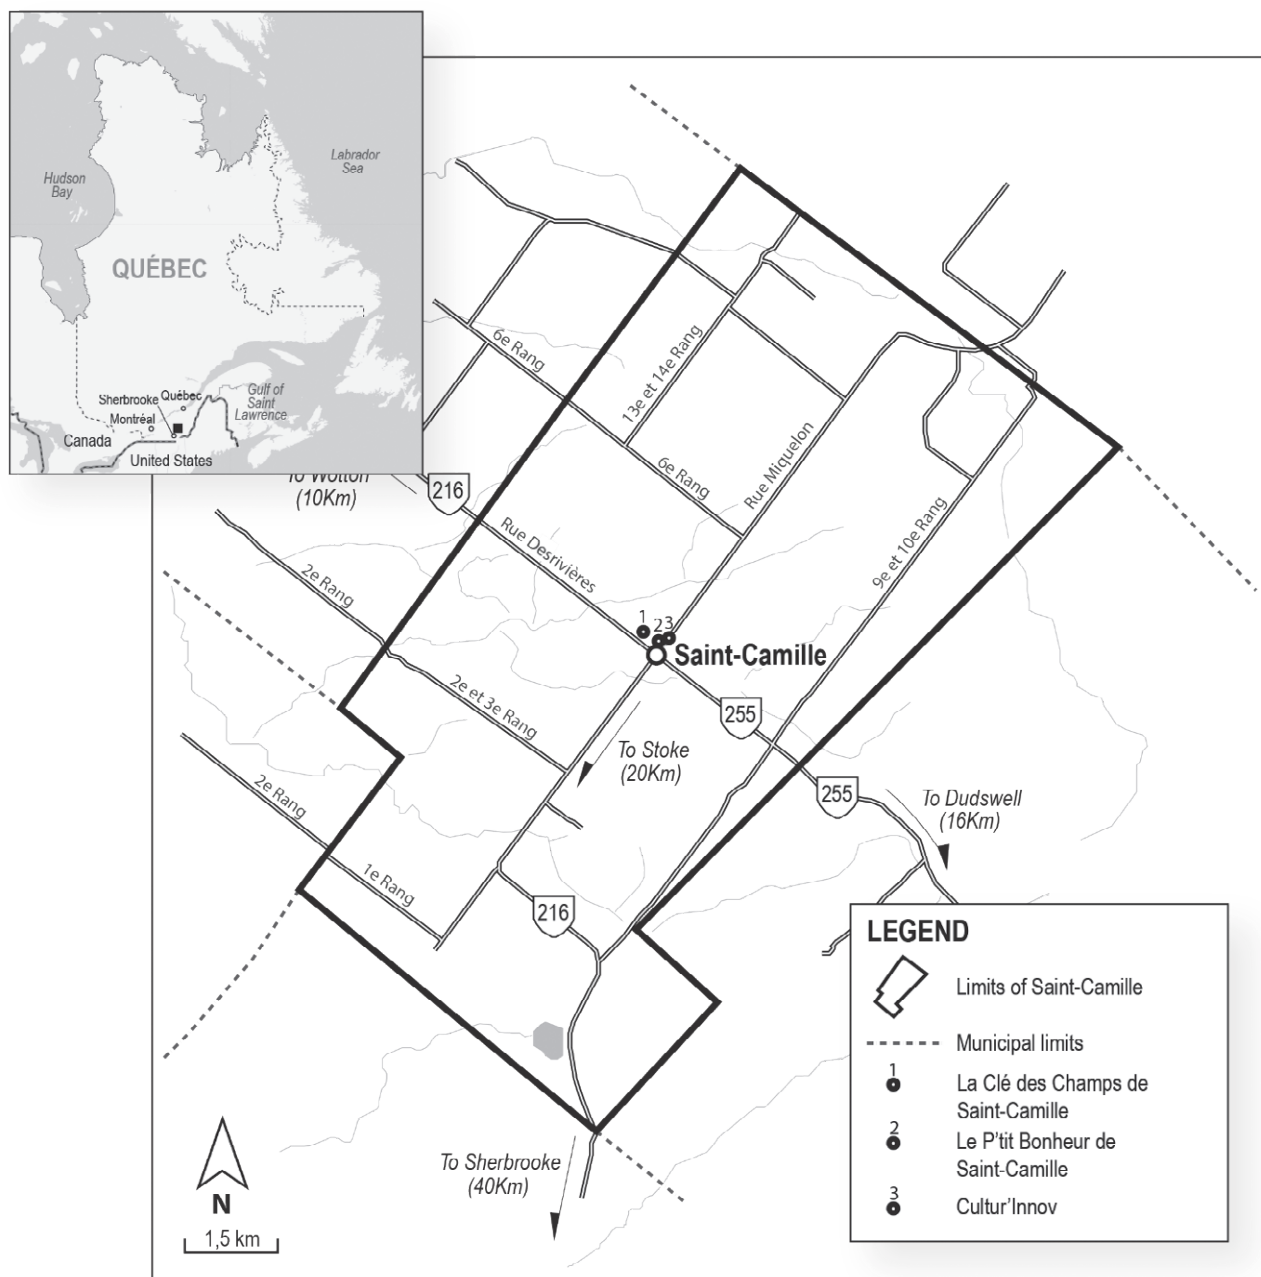 Hudson
Bay
Labrador
Sea
QUÉBEC
Sherbrooke
Québec
Montréal
Gulf of
Saint
Lawrence
Canada
United States
To Wotton
(10Km)
216
6e Rang
13e et 14e Rang
6e Rang
Rue Miquelon
9e et 10e Rang
Rue Desrivières
2e Rang
1
2
3
Saint-Camille
2e et 3e Rang
255
To Stoke
(20Km)
2e Rang
255
To Dudswell
(16Km)
1e Rang
216
To Sherbrooke
(40Km)
N
1,5 km
LEGEND
Limits of Saint-Camille
Municipal limits
1
La Clé des Champs de
Saint-Camille
2
Le P'tit Bonheur de
Saint-Camille
3
Cultur'Innov